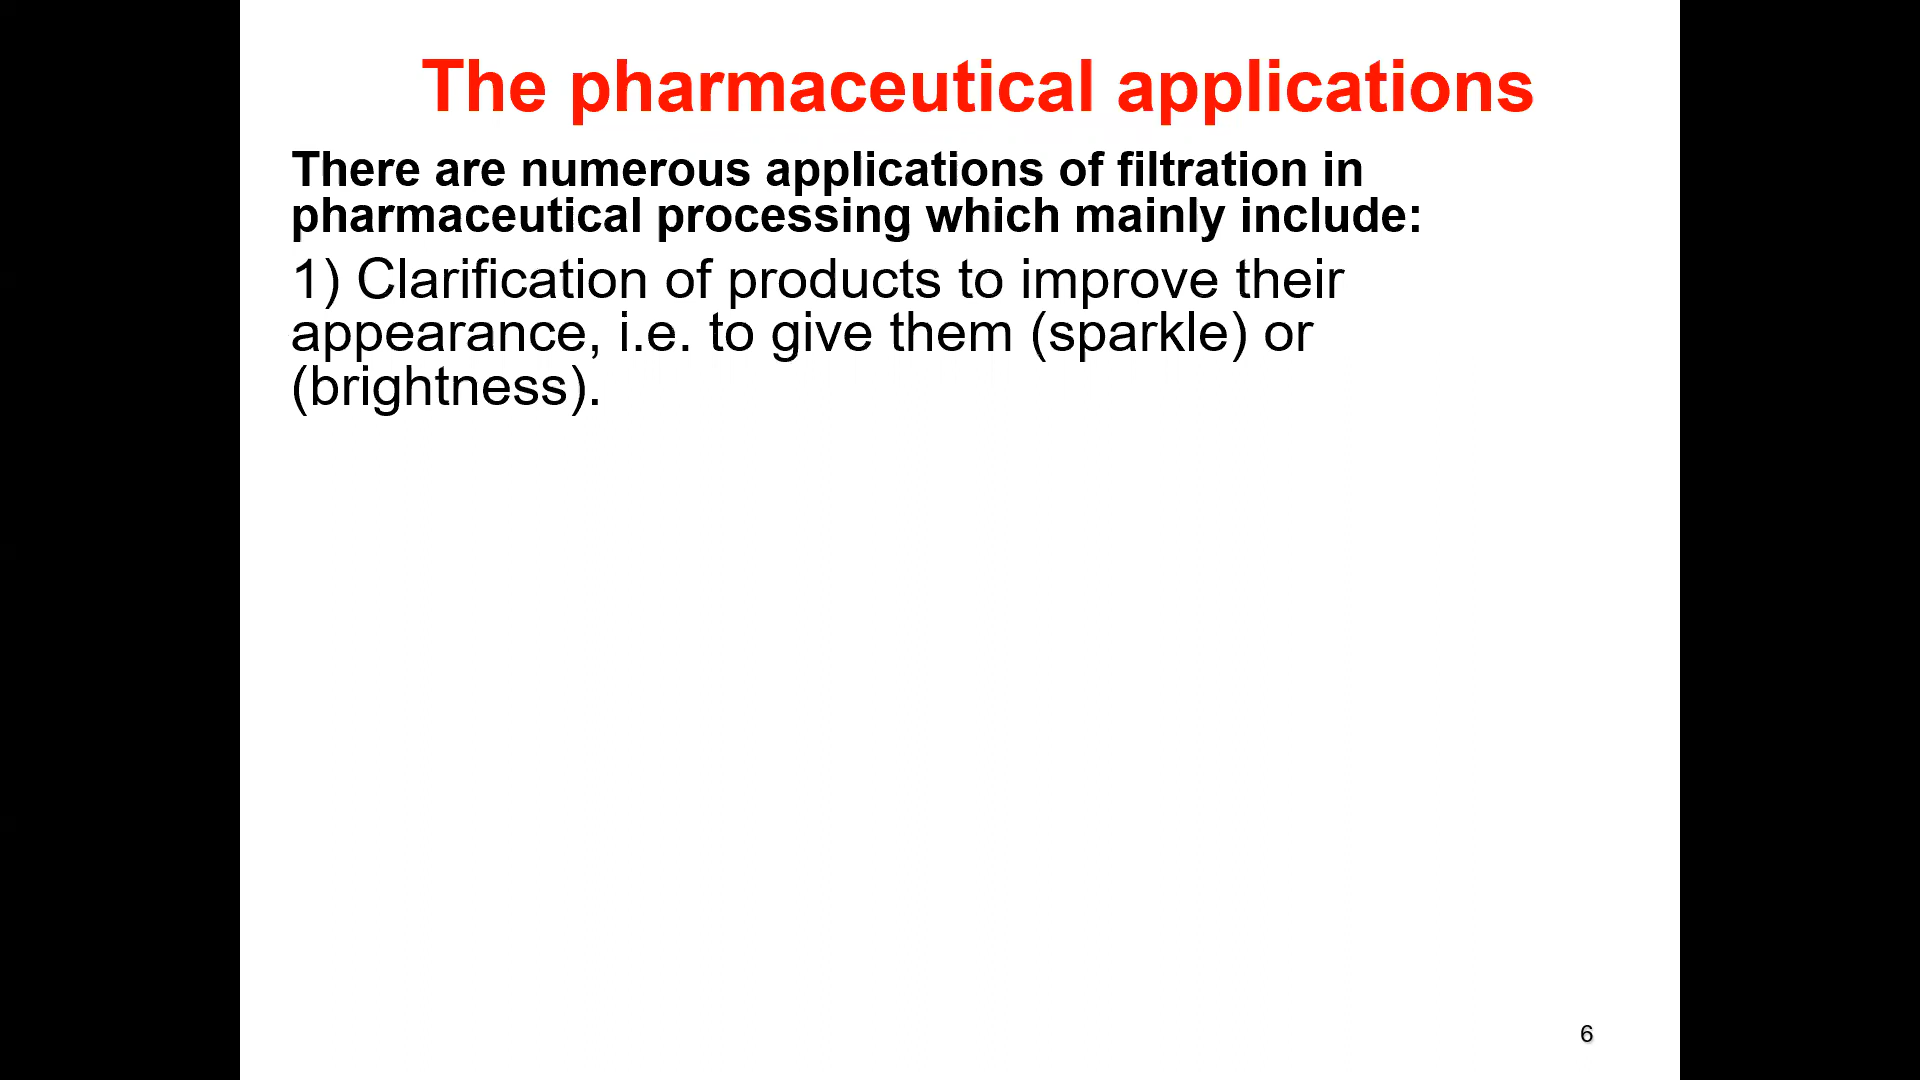 The pharmaceutical applications
There are numerous applications of filtration in
pharmaceutical processing which mainly include:
1) Clarification of products to improve their
appearance, i.e. to give them (sparkle) or
(brightness).
6